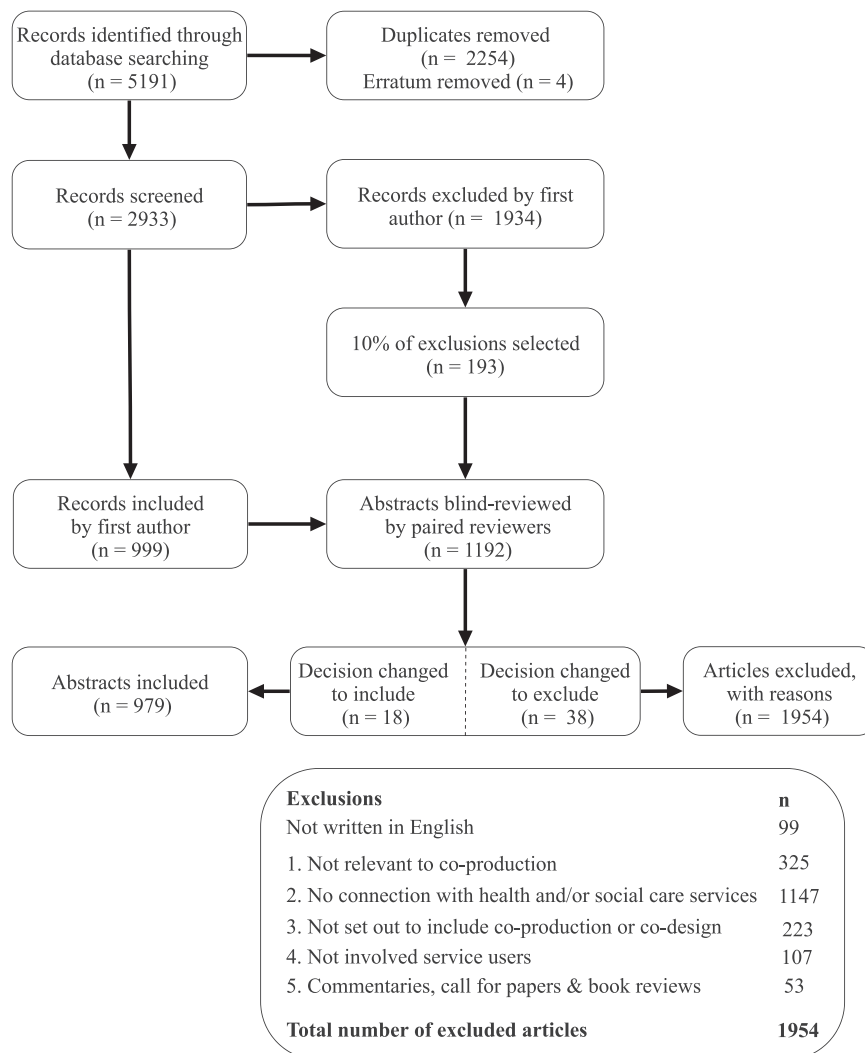 Records identified through
database searching
(n = 5191)
Duplicates removed
(n = 2254)
Erratum removed (n = 4)
Records screened
(n = 2933)
Records excluded by first
author (n = 1934)
10% of exclusions selected
(n = 193)
Records included
by first author
(n = 999)
Abstracts blind-reviewed
by paired reviewers
(n = 1192)
Abstracts included
(n = 979)
Decision changed
to include
(n = 18)
Decision changed
to exclude
(n = 38)
Articles excluded,
with reasons
(n = 1954)
Exclusions n
Not written in English 99
1. Not relevant to co-production 325
2. No connection with health and/or social care services 1147
3. Not set out to include co-production or co-design 223
4. Not involved service users 107
5. Commentaries, call for papers & book reviews 53
Total number of excluded articles 1954